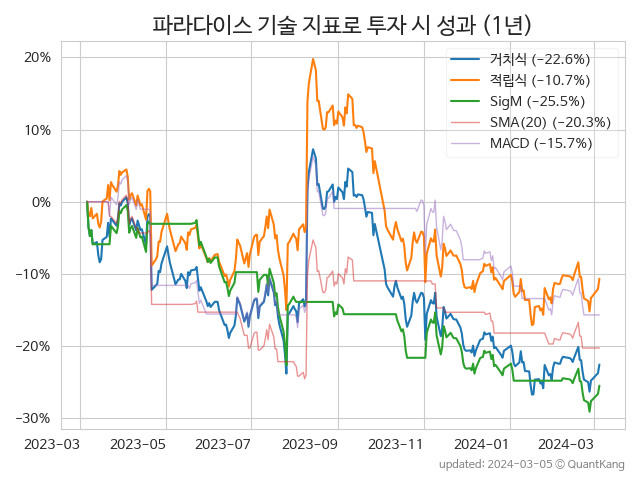 파라다이스 기술 지표로 투자 시 성과 (1년)
거치식 (−22.6%)
적립식 (−10.7%)
SigM (−25.5%)
SMA(20) (−20.3%)
MACD (−15.7%)
20%
10%
0%
−10%
−20%
−30%
2023−03 2023−05 2023−07 2023−09 2023−11 2024−01 2024−03
updated: 2024−03−05 ⓒ QuantKang